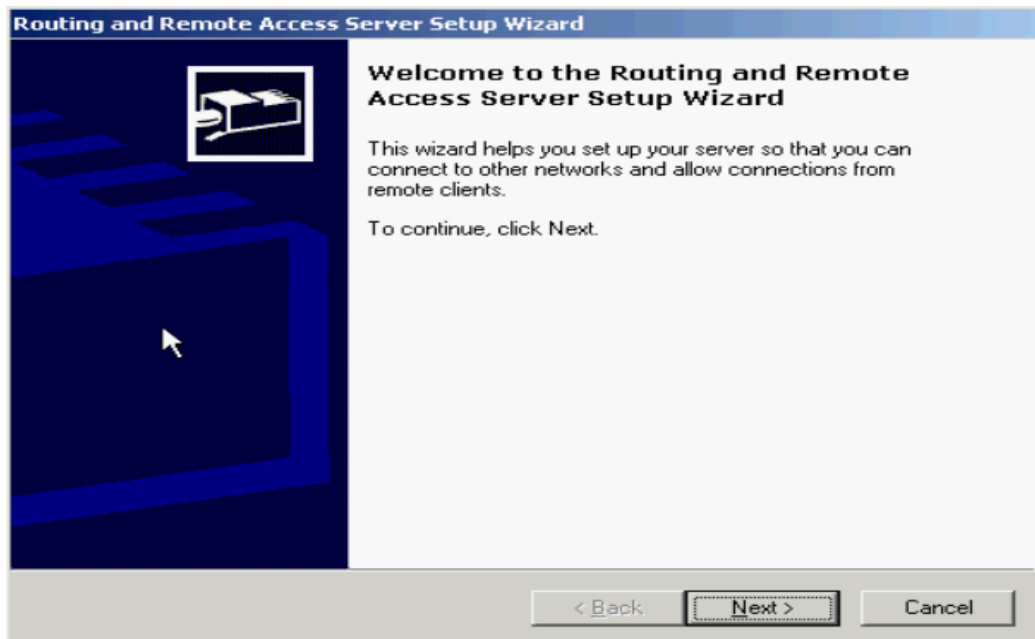 Routing and Remote Access Server Setup Wizard
Welcome to the Routing and Remote
Access Server Setup Wizard
This wizard helps you set up your server so that you can
connect to other networks and allow connections from
remote clients.
To continue, click Next.
< Back
Next >
Cancel